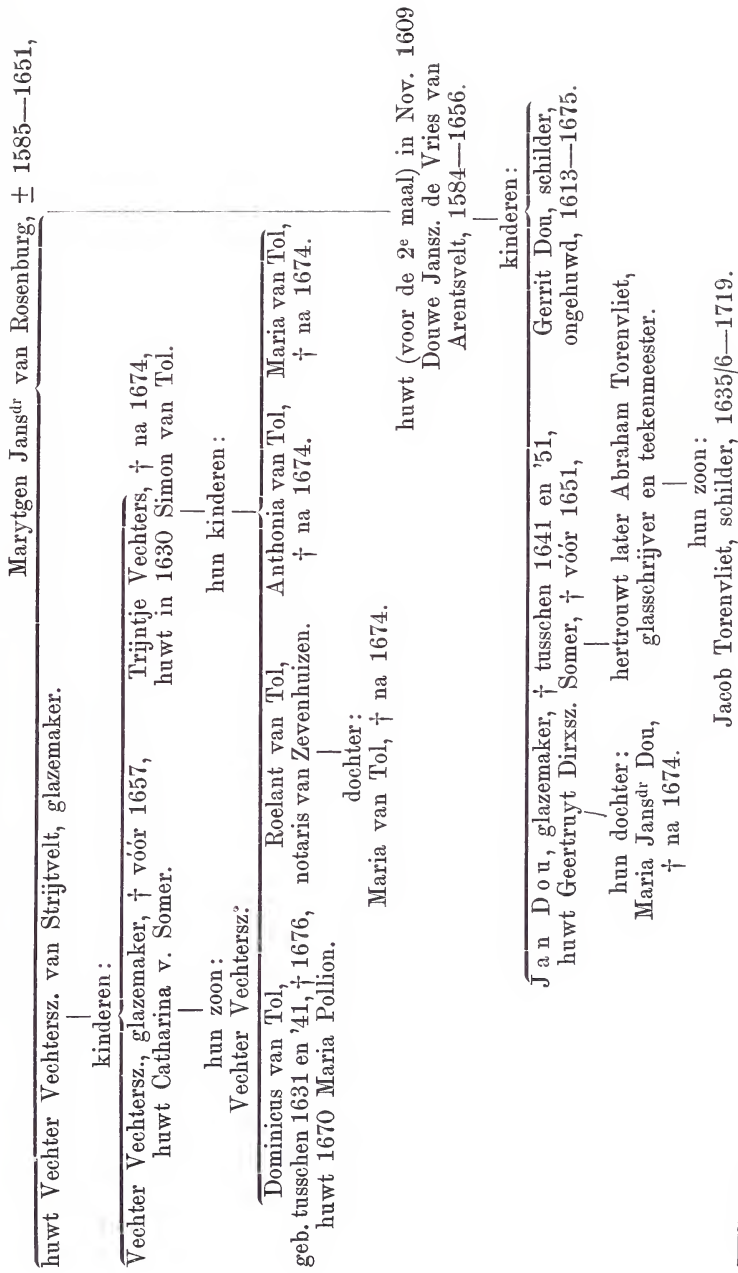 Marytgen Jansdr van Rosenburg, ± 1585—1651,
huwt Vechter Vechtersz. van Strijtvelt, glazemaker.
kinderen:
Vechter Vechtersz., glazemaker, † vóór 1657,
huwt Catharina v. Somer.
hun zoon:
Vechter Vechtersz.
Trijntje Vechters, † na 1674,
huwt in 1630 Simon van Tol.
hun kinderen:
Dominicus van Tol,
geb. tusschen 1631 en '41, † 1676,
huwt 1670 Maria Pollion.
Roelant van Tol,
notaris van Zevenhuizen.
dochter:
Maria van Tol, † na 1674.
Anthonia van Tol,
† na 1674.
Maria van Tol,
† na 1674.
huwt (voor de 2e maal) in Nov. 1609
Douwe Jansz. de Vries van
Arentsvelt, 1584—1656.
kinderen:
Jan Dou, glazemaker, † tusschen 1641 en '51,
huwt Geertruyt Dirxsz. Somer, † vóór 1651,
hun dochter:
Maria Jansdr Dou,
† na 1674.
hertrouwt later Abraham Torenvliet,
glasschrijver en teekenmeester.
hun zoon:
Jacob Torenvliet, schilder, 1635/6—1719.
Gerrit Dou, schilder,
ongehuwd, 1613—1675.